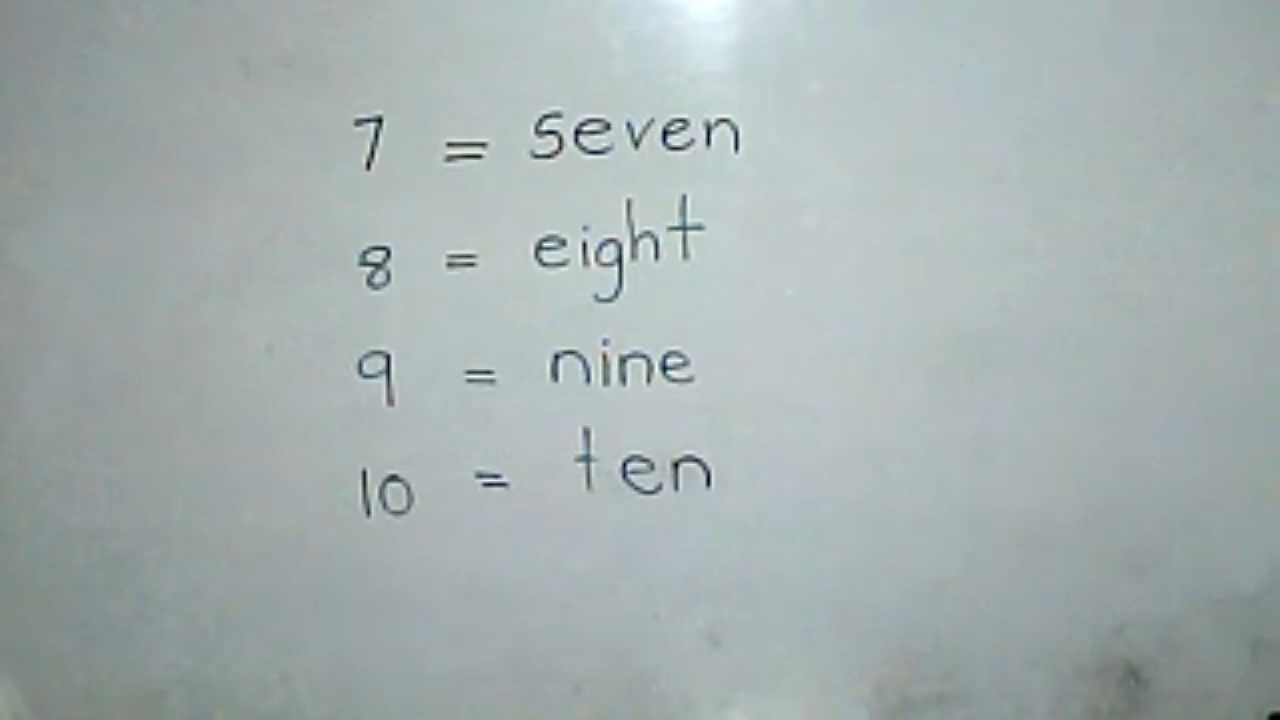 7 = seven
8 = eight
9 = nine
10 = ten